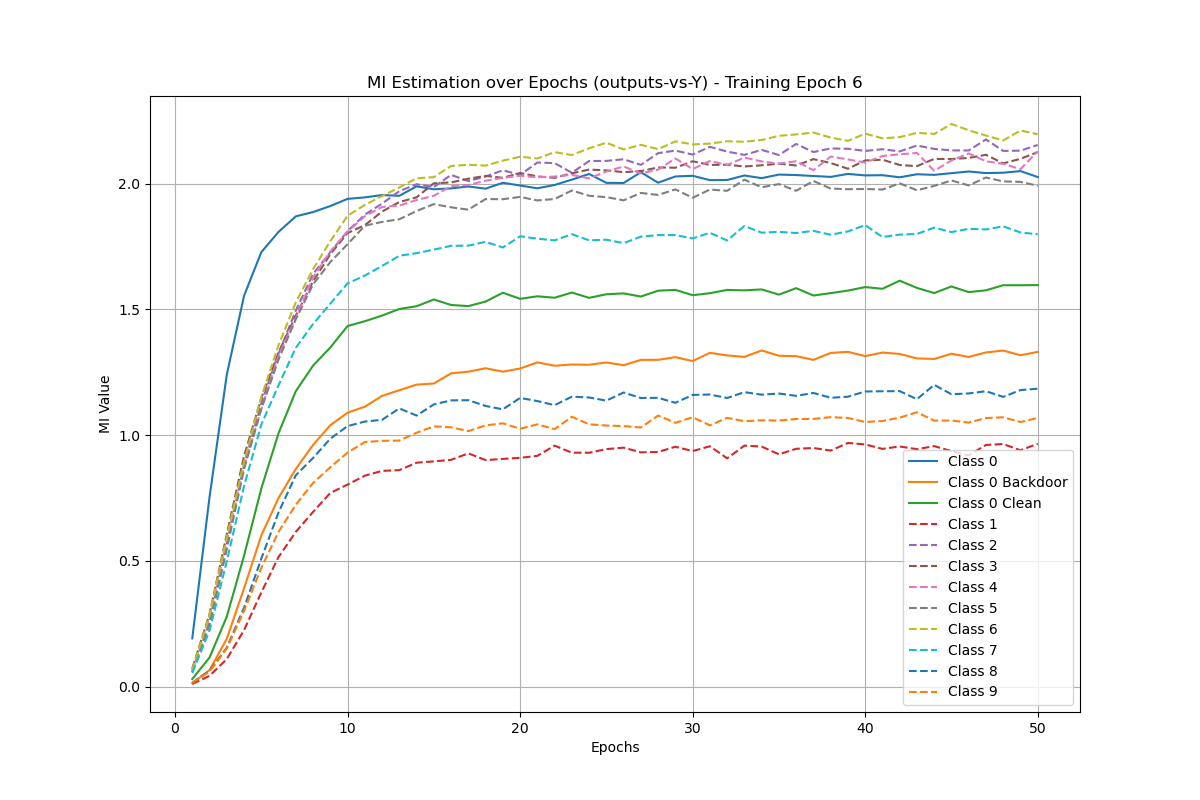 MI Estimation over Epochs (outputs-vs-Y) - Training Epoch 6
MI Value
2.0
1.5
1.0
0.5
0.0
0 10 20 30 40 50
Epochs
Class 0
Class 0 Backdoor
Class 0 Clean
Class 1
Class 2
Class 3
Class 4
Class 5
Class 6
Class 7
Class 8
Class 9